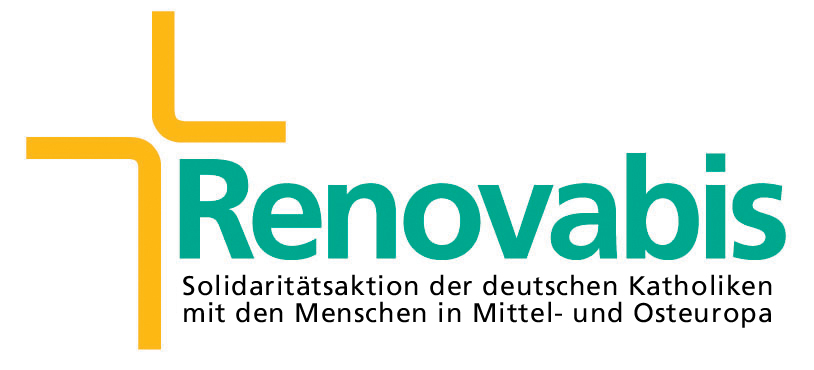 Renovabis
Solidaritätsaktion der deutschen Katholiken
mit den Menschen in Mittel- und Osteuropa